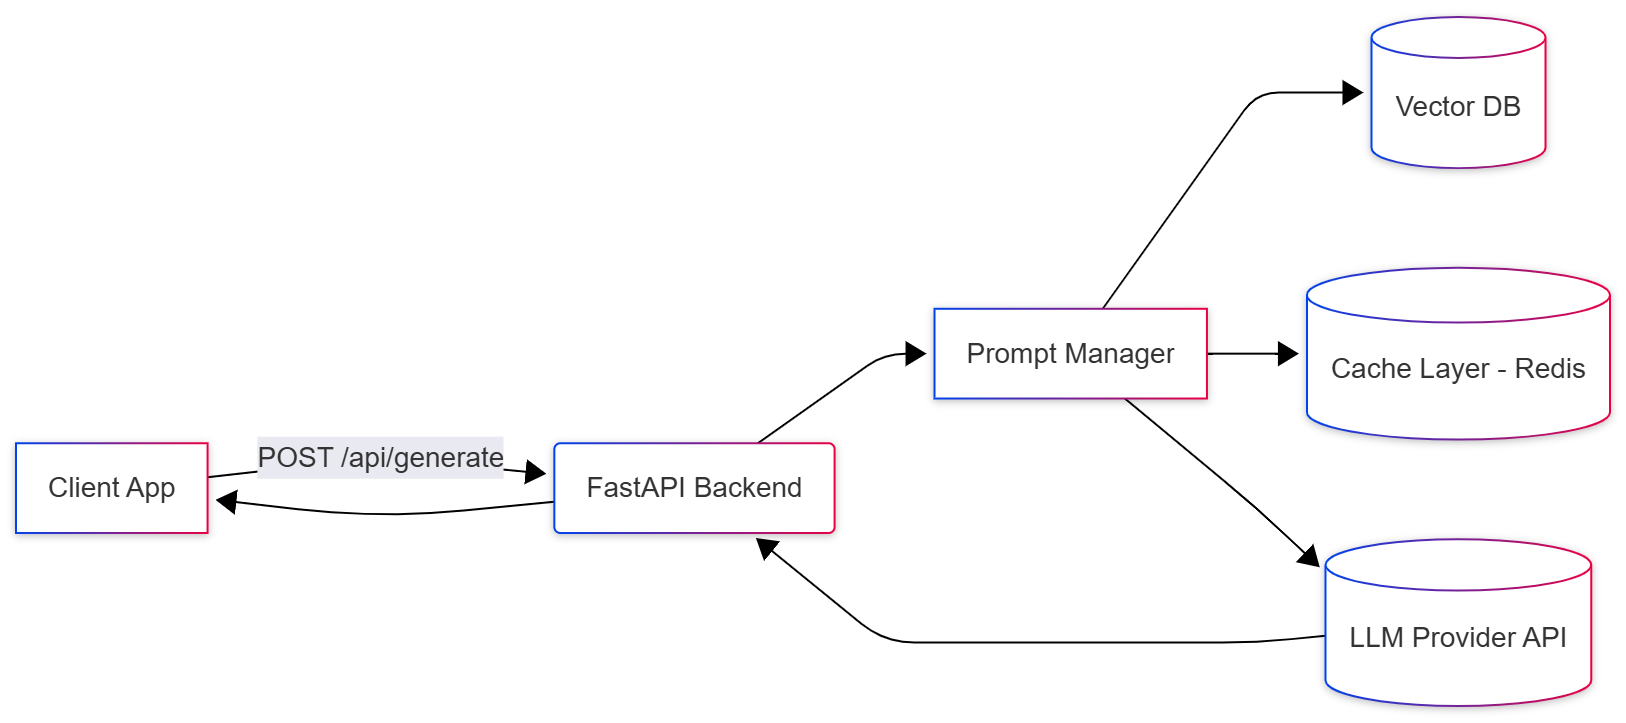 Client App
POST /api/generate
FastAPI Backend
Prompt Manager
Vector DB
Cache Layer - Redis
LLM Provider API